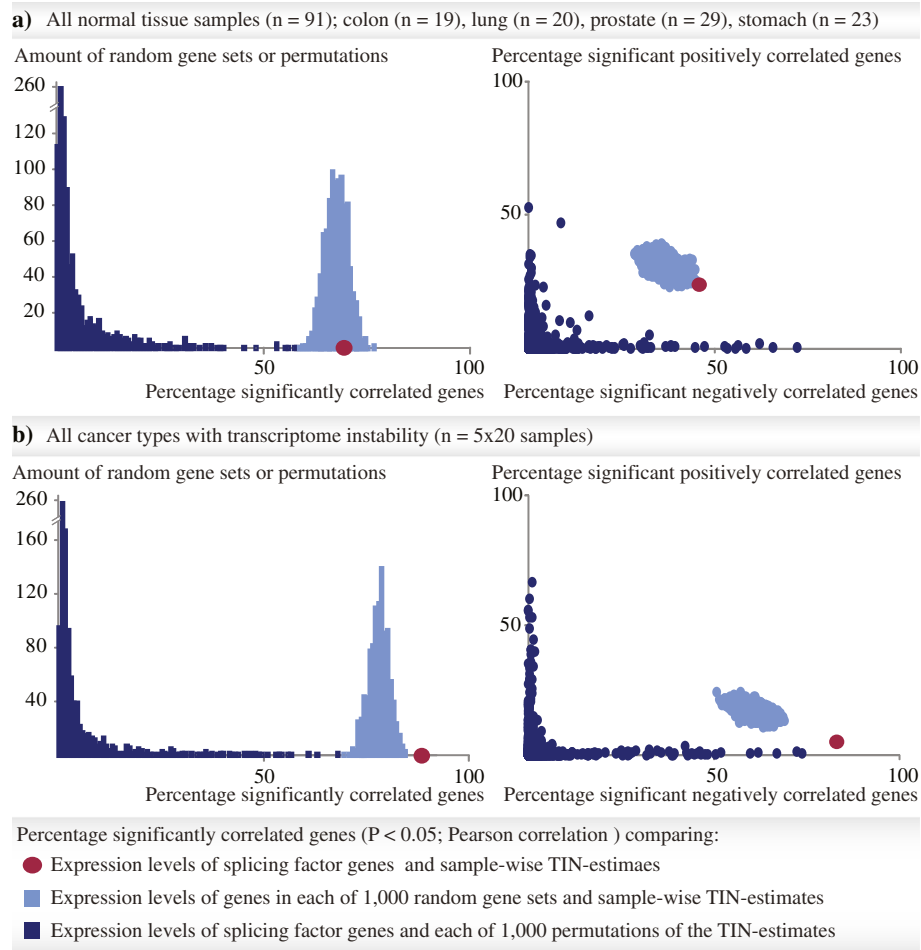 a) All normal tissue samples (n = 91); colon (n = 19), lung (n = 20), prostate (n = 29), stomach (n = 23)
Amount of random gene sets or permutations
260
120
100
80
60
40
20
50
100
Percentage significantly correlated genes
Percentage significant positively correlated genes
100
50
50
100
Percentage significant negatively correlated genes
b) All cancer types with transcriptome instability (n = 5x20 samples)
Amount of random gene sets or permutations
260
160
120
80
40
50
100
Percentage significantly correlated genes
Percentage significant positively correlated genes
100
50
50
100
Percentage significant negatively correlated genes
Percentage significantly correlated genes (P < 0.05; Pearson correlation ) comparing:
Expression levels of splicing factor genes and sample-wise TIN-estimaes
Expression levels of genes in each of 1,000 random gene sets and sample-wise TIN-estimates
Expression levels of splicing factor genes and each of 1,000 permutations of the TIN-estimates